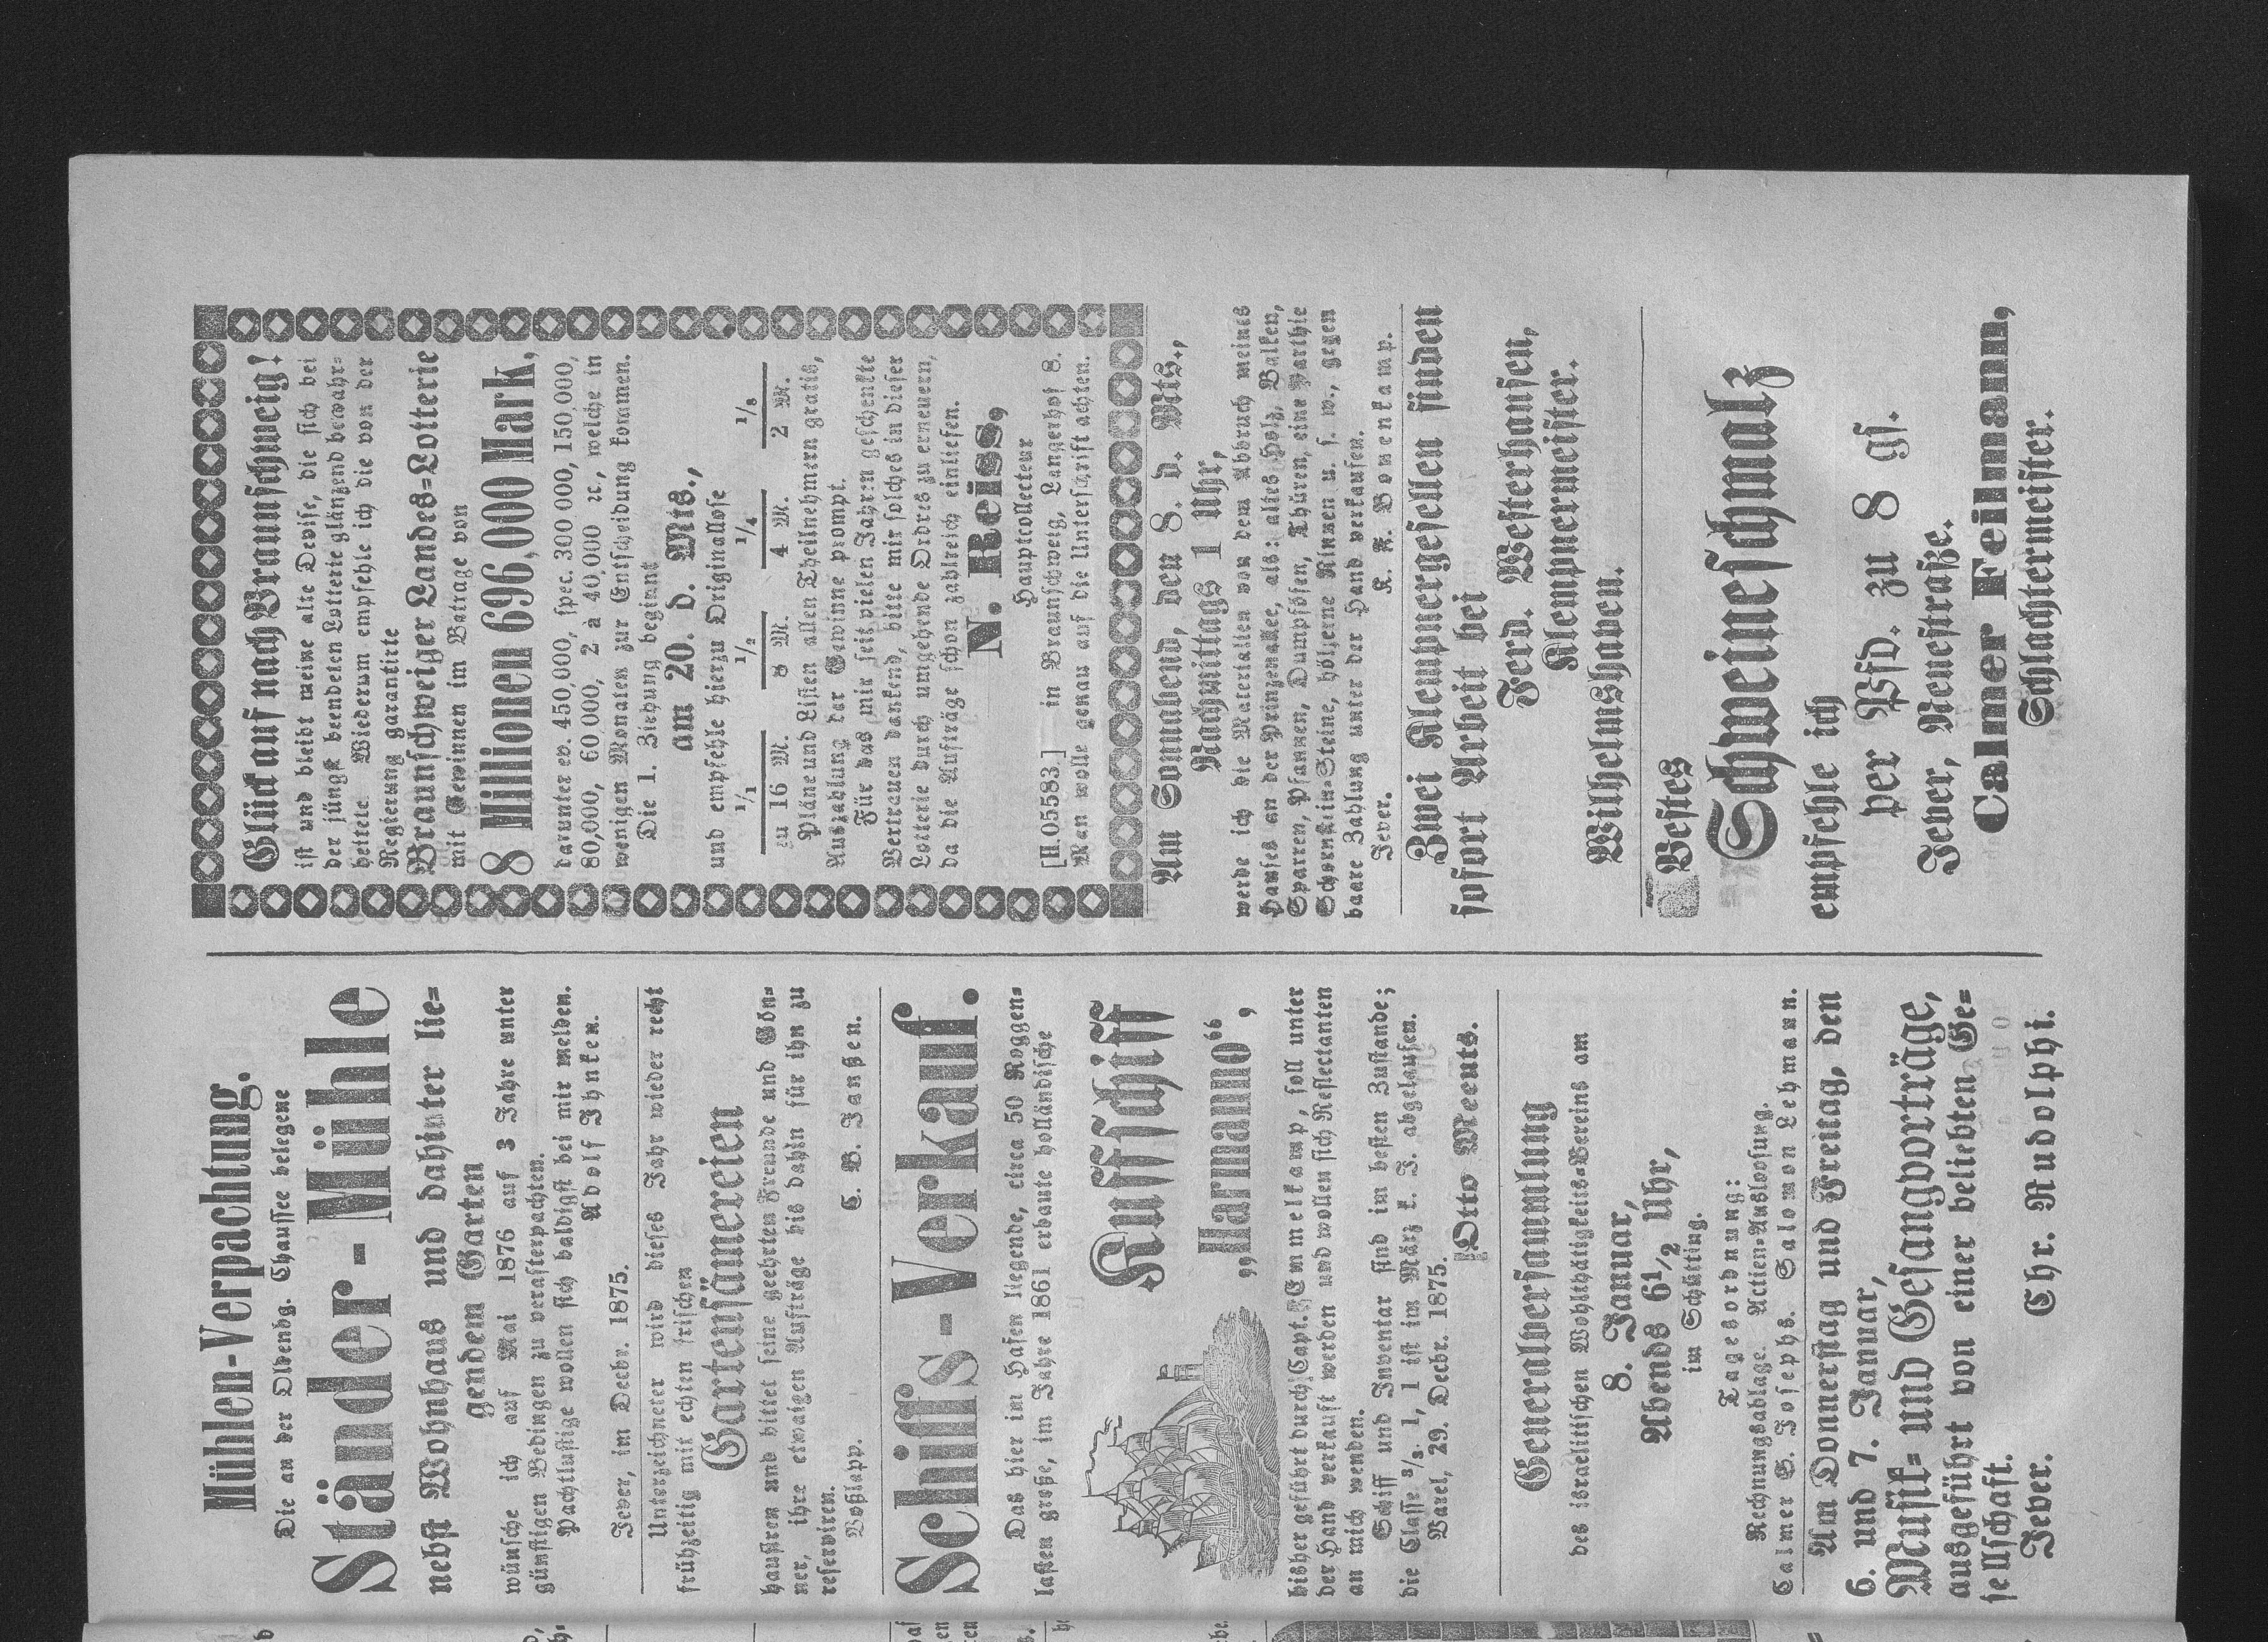 Mühlen-Verpachtung.
Die an der Oldenbg. Chaussee belegene
Ständer-Mühle
nebst Wohnhaus und dahinter lie-
gendem Garten
wünsche ich auf Mai 1876 auf 3 Jahre unter
günstigen Bedingen zu verafterpachten.
Pachtlustige wollen sich baldigst bei mir melden.
Jever, im Decbr. 1875. Adolf Ihnken.
Unterzeichneter wird dieses Jahr wieder recht
frühzeitig mit echten frischen
Gartensämereien
hausiren und bittet seine geehrten Freunde und Gön-
ner, ihre etwaigen Aufträge bis dahin für ihn zu
reserviren.
Voßlapp. C. B. Janßen.
Schiffs-Verkauf.
Das hier im Hafen liegende, circa 50 Roggen-
lasten große, im Jahre 1861 erbaute holländische
Kuffschiff
„Harmanno“,
bisher geführt durch Capt. Emmelkamp, soll unter
der Hand verkauft werden und wollen sich Reflectanten
an mich wenden.
Schiff und Inventar sind im besten Zustande;
die Classe ⁸/₃ 1, 1 ist im März k. J. abgelaufen.
Varel, 29. Decbr. 1875.
Otto Meents.
Generalversammlung
des israelitischen Wohlthätigkeits-Vereins am
8. Januar,
Abends 6½ Uhr,
im Schütting.
Tagesordnung:
Rechnungsablage. Actien-Ausloosung.
Calmer S. Josephs. Salomon Lehmann.
Am Donnerstag und Freitag, den
6. und 7. Januar,
Musik- und Gesangvorträge,
ausgeführt von einer beliebten Ge-
sellschaft.
Jever. Chr. Rudolphi.
Glück auf nach Braunschweig!
ist und bleibt meine alte Devise, die sich bei
der jüngst beendeten Lotterie glänzend bewahr-
heitete. Wiederum empfehle ich die von der
Regierung garantirte
Braunschweiger Landes-Lotterie
mit Gewinnen im Betrage von
8 Millionen 696,000 Mark,
darunter ev. 450,000, spec. 300 000, 150,000,
80,000, 60 000, 2 à 40,000 ꝛc., welche in
wenigen Monaten zur Entscheidung kommen.
Die 1. Ziehung beginnt
am 20. d. Mts.,
und empfehle hierzu Originallose
1/1 1/2 1/4 1/8
zu 16 M. 8 M. 4 M. 2 M.
Pläne und Listen allen Theilnehmern gratis,
Auszahlung der Gewinne prompt.
Für das mir seit vielen Jahren geschenkte
Vertrauen dankend, bitte mir solches in dieser
Lotterie durch umgehende Ordres zu erneuern,
da die Aufträge schon zahlreich einliefen.
N. Reiss,
Hauptcollecteur
[H.05583.] in Braunschweig, Langerhof 8.
Man wolle genau auf die Unterschrift achten.
Am Sonnabend, den 8. d. Mts.,
Nachmittags 1 Uhr,
werde ich die Materialien von dem Abbruch meines
Hauses an der Prinzenallee, als: altes Holz, Balken,
Sparren, Pfannen, Dumpfösen, Thüren, eine Parthie
Schornstein-Steine, hölzerne Rinnen u. s. w., gegen
baare Zahlung unter der Hand verkaufen.
Jever. K. F. Bomenkamp.
Zwei Klempnergesellen finden
sofort Arbeit bei
Ferd. Westerhausen,
Klempnermeister.
Wilhelmshaven.
Bestes
Schweineschmalz
empfehle ich
per Pfd. zu 8 gs.
Jever, Neuestraße.
Calmer Feilmann,
Schlachtermeister.